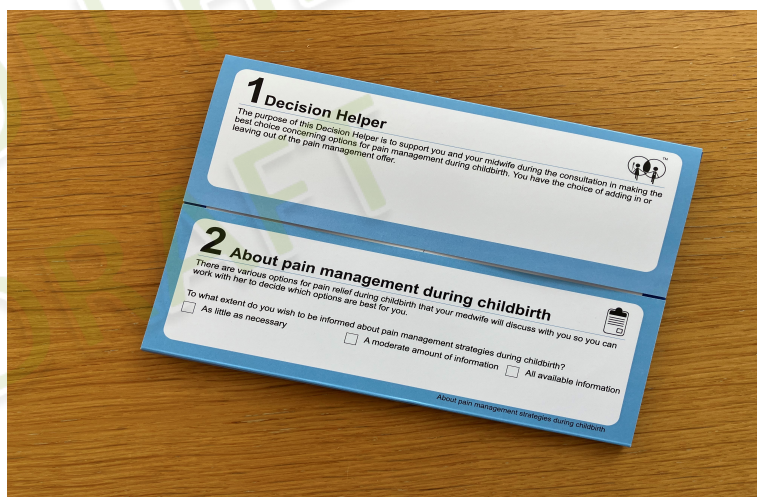 1 Decision Helper
The purpose of this Decision Helper is to support you and your midwife during the consultation in making the
best choice concerning options for pain management during childbirth. You have the choice of adding in or
leaving out of the pain management offer.
TM
2 About pain management during childbirth
There are various options for pain relief during childbirth that your medwife will discuss with you so you can
work with her to decide which options are best for you.
To what extent do you wish to be informed about pain management strategies during childbirth?
As little as necessary
A moderate amount of information
All available information
About pain management strategies during childbirth